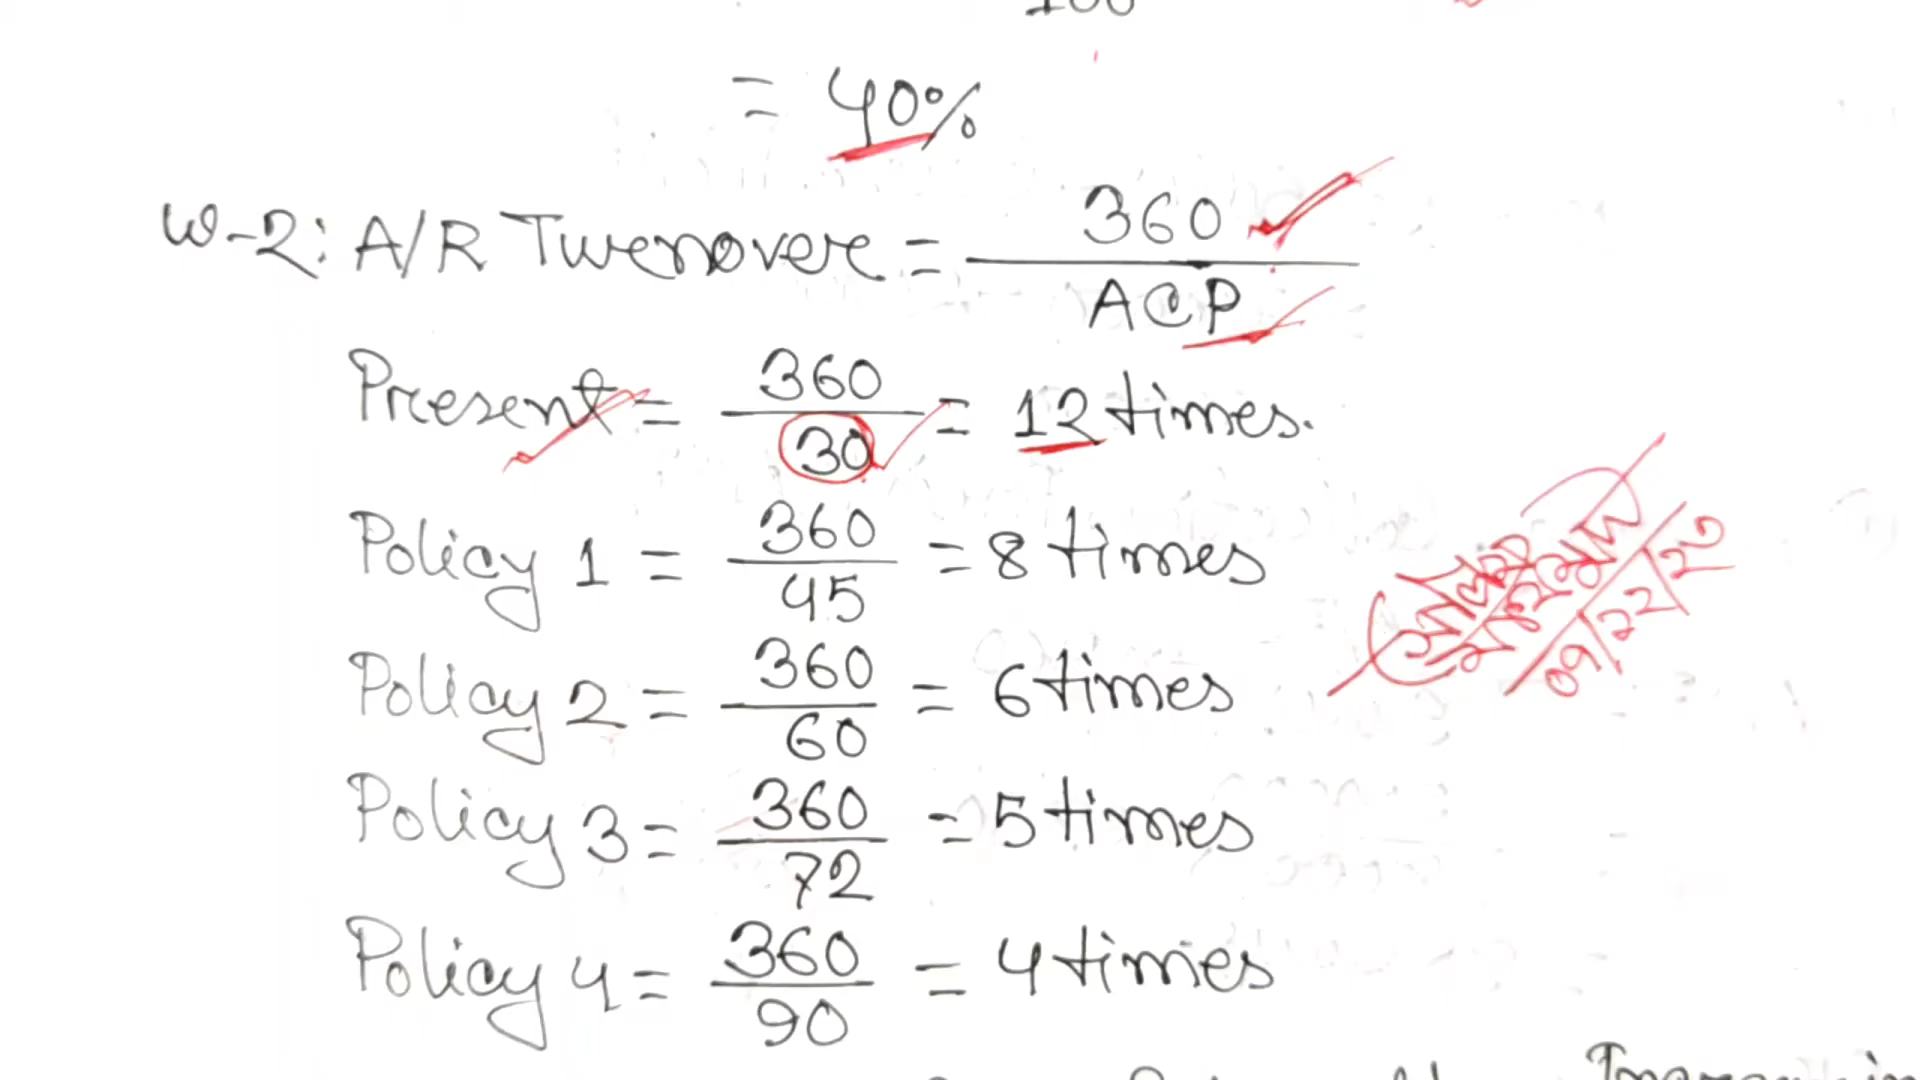 = 40%
W-2: A/R Turnover = 360 / ACP
Present = 360 / 30 = 12 times.
Policy 1 = 360 / 45 = 8 times
Policy 2 = 360 / 60 = 6 times
Policy 3 = 360 / 72 = 5 times
Policy 4 = 360 / 90 = 4 times